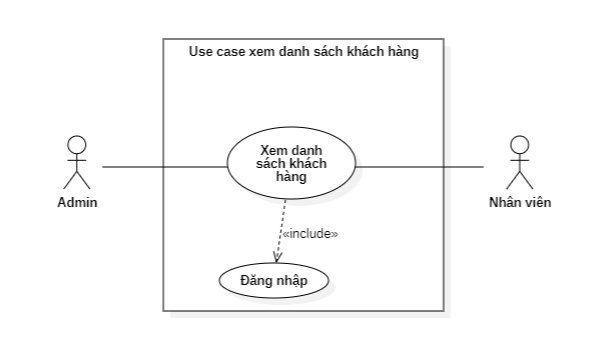 Use case xem danh sách khách hàng
Xem danh
sách khách
hàng
Admin
Nhân viên
«include»
Đăng nhập